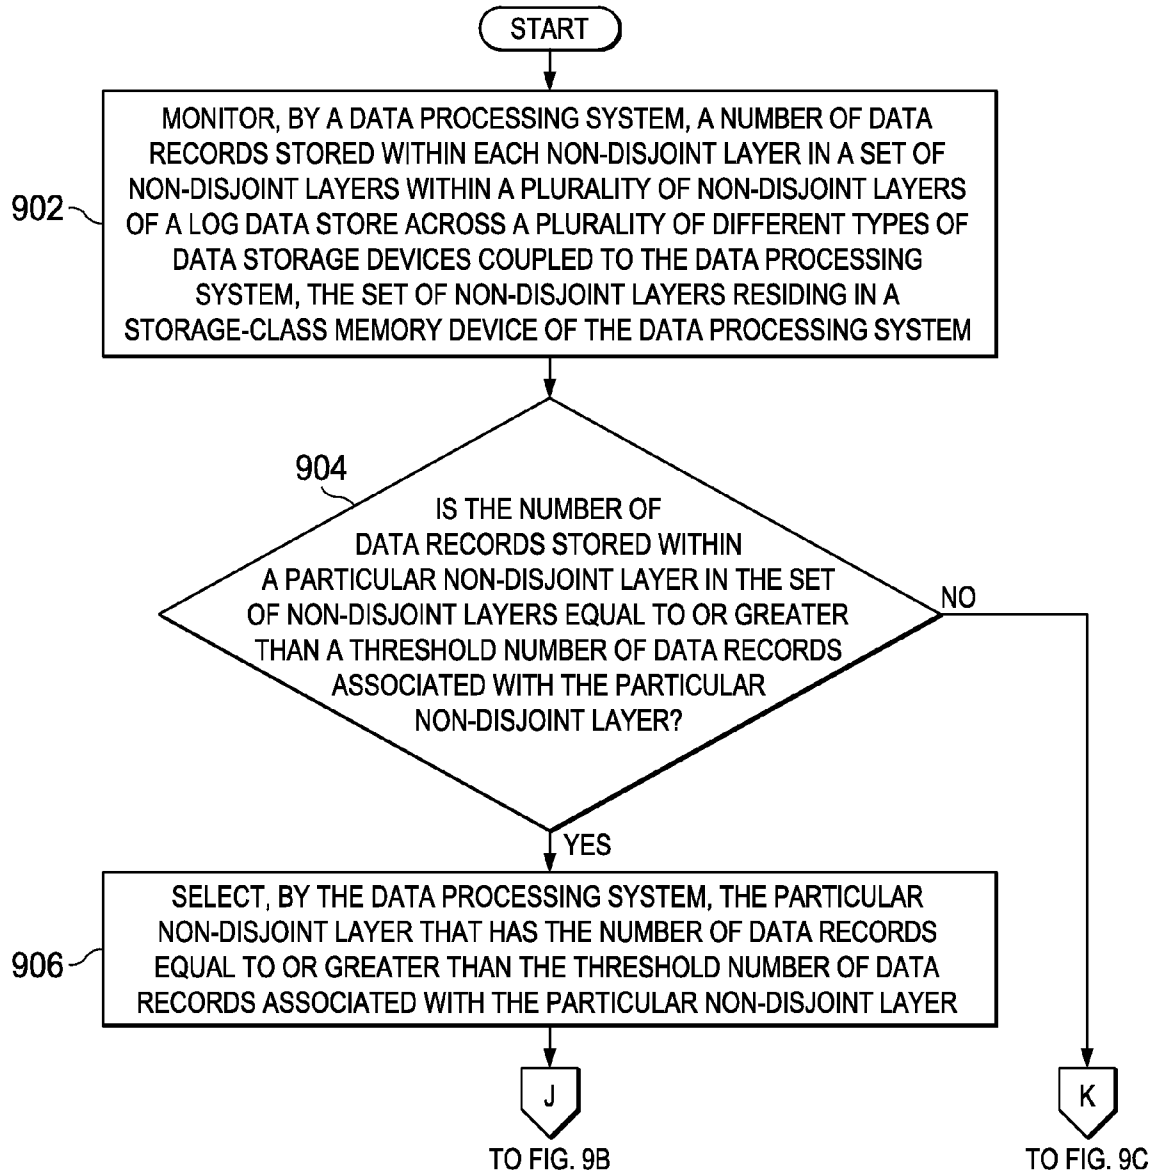 START
MONITOR, BY A DATA PROCESSING SYSTEM, A NUMBER OF DATA
RECORDS STORED WITHIN EACH NON-DISJOINT LAYER IN A SET OF
NON-DISJOINT LAYERS WITHIN A PLURALITY OF NON-DISJOINT LAYERS
OF A LOG DATA STORE ACROSS A PLURALITY OF DIFFERENT TYPES OF
DATA STORAGE DEVICES COUPLED TO THE DATA PROCESSING
SYSTEM, THE SET OF NON-DISJOINT LAYERS RESIDING IN A
STORAGE-CLASS MEMORY DEVICE OF THE DATA PROCESSING SYSTEM
902
904
IS THE NUMBER OF
DATA RECORDS STORED WITHIN
A PARTICULAR NON-DISJOINT LAYER IN THE SET
OF NON-DISJOINT LAYERS EQUAL TO OR GREATER
THAN A THRESHOLD NUMBER OF DATA RECORDS
ASSOCIATED WITH THE PARTICULAR
NON-DISJOINT LAYER?
NO
YES
SELECT, BY THE DATA PROCESSING SYSTEM, THE PARTICULAR
NON-DISJOINT LAYER THAT HAS THE NUMBER OF DATA RECORDS
EQUAL TO OR GREATER THAN THE THRESHOLD NUMBER OF DATA
RECORDS ASSOCIATED WITH THE PARTICULAR NON-DISJOINT LAYER
906
J
TO FIG. 9B
K
TO FIG. 9C